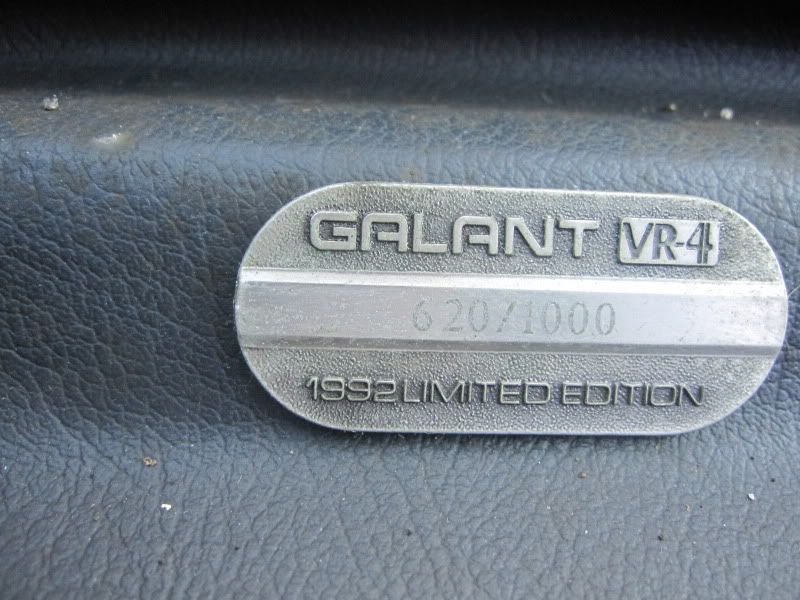 GALANT VR-4
620/1000
1992 LIMITED EDITION